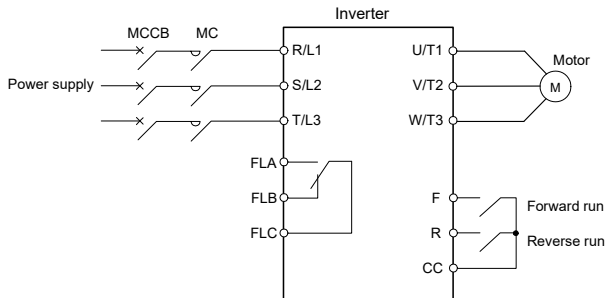 Inverter
MCCB MC
R/L1 U/T1
Motor
Power supply S/L2 V/T2 M
T/L3 W/T3
FLA
FLB F Forward run
FLC R Reverse run
CC